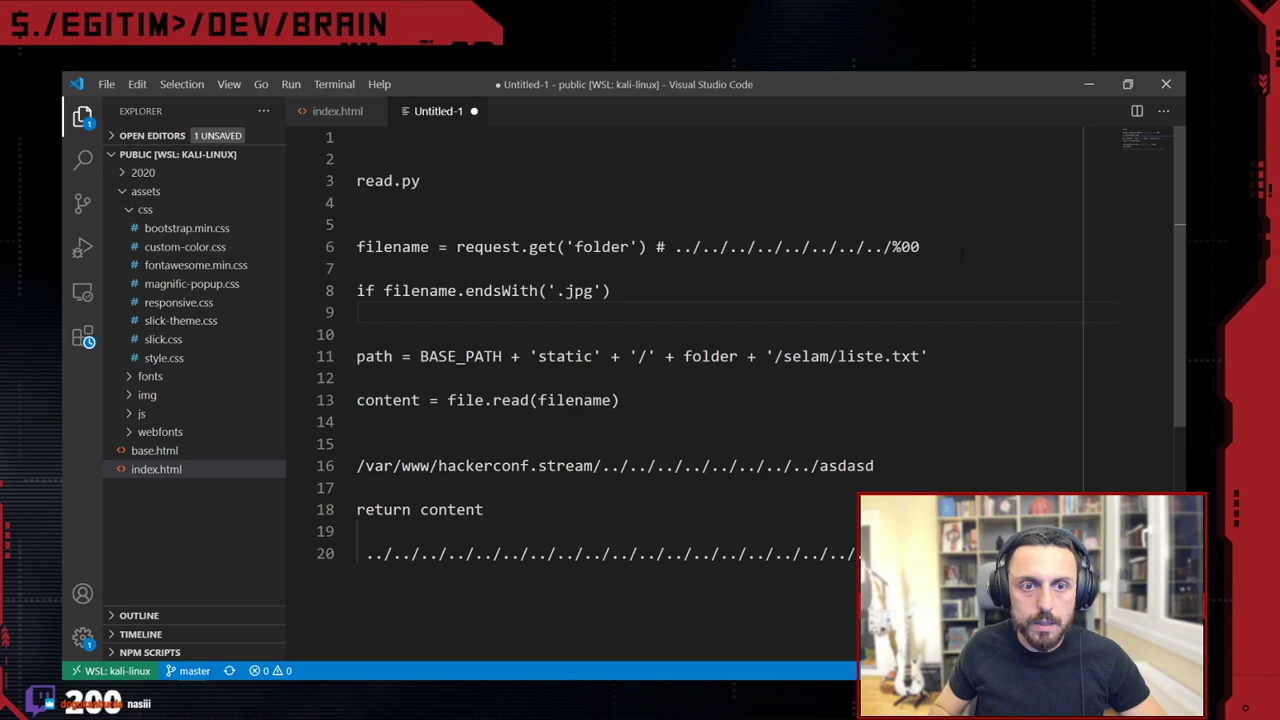 $./EGITIM>/DEV/BRAIN
File Edit Selection View Go Run Terminal Help
● Untitled-1 - public [WSL: kali-linux] - Visual Studio Code
EXPLORER
index.html
Untitled-1
OPEN EDITORS 1 UNSAVED
PUBLIC [WSL: KALI-LINUX]
2020
assets
css
bootstrap.min.css
custom-color.css
fontawesome.min.css
magnific-popup.css
responsive.css
slick-theme.css
slick.css
style.css
fonts
img
js
webfonts
base.html
index.html
OUTLINE
TIMELINE
NPM SCRIPTS
1
2
3 read.py
4
5
6 filename = request.get('folder') # ../../../../../../../../%00
7
8 if filename.endsWith('.jpg')
9
10
11 path = BASE_PATH + 'static' + '/' + folder + '/selam/liste.txt'
12
13 content = file.read(filename)
14
15
16 /var/www/hackerconf.stream/../../../../../../../../asdasd
17
18 return content
19
20 ../../../../../../../../../../../../../../../../../../.
WSL: kali-linux master 0 0
200 nasiii